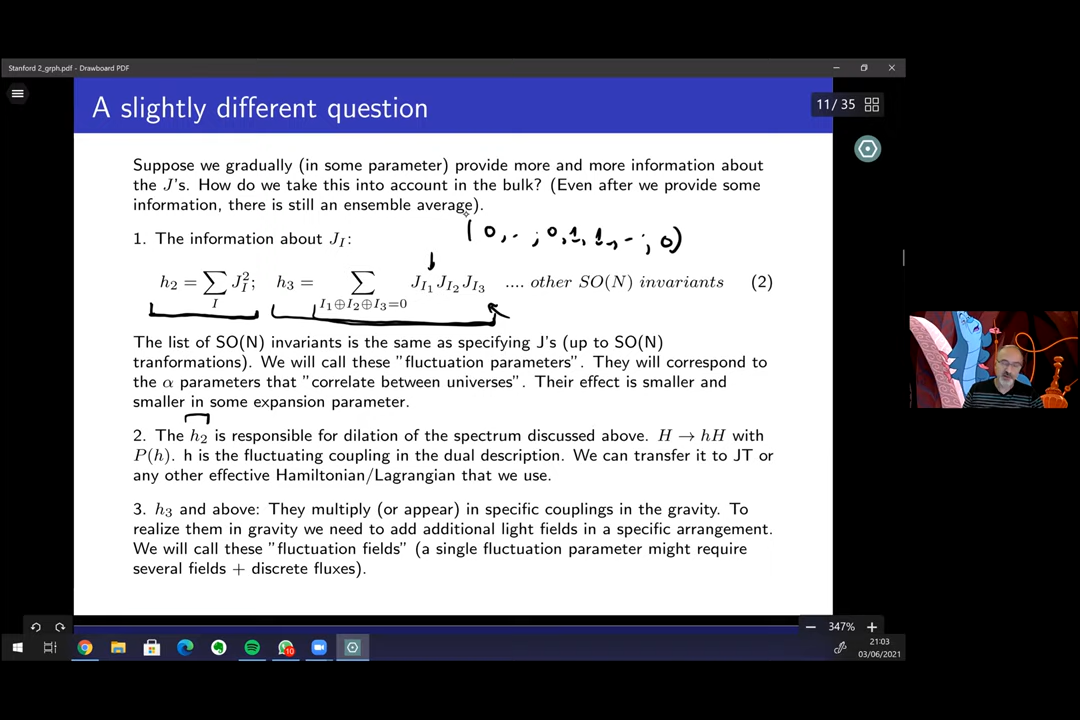 Stanford 2_grph.pdf - Drawboard PDF
A slightly different question
11 / 35
Suppose we gradually (in some parameter) provide more and more information about
the J's. How do we take this into account in the bulk? (Even after we provide some
information, there is still an ensemble average).
(0,..,0,1,1,..,0)
1. The information about J_I:
h_2 = ∑_I J_I^2; h_3 = ∑_{I_1⊕I_2⊕I_3=0} J_{I_1} J_{I_2} J_{I_3} .... other SO(N) invariants (2)
The list of SO(N) invariants is the same as specifying J's (up to SO(N)
tranformations). We will call these "fluctuation parameters". They will correspond to
the α parameters that "correlate between universes". Their effect is smaller and
smaller in some expansion parameter.
2. The h_2 is responsible for dilation of the spectrum discussed above. H → hH with
P(h). h is the fluctuating coupling in the dual description. We can transfer it to JT or
any other effective Hamiltonian/Lagrangian that we use.
3. h_3 and above: They multiply (or appear) in specific couplings in the gravity. To
realize them in gravity we need to add additional light fields in a specific arrangement.
We will call these "fluctuation fields" (a single fluctuation parameter might require
several fields + discrete fluxes).
347%
10
21:03
03/06/2021